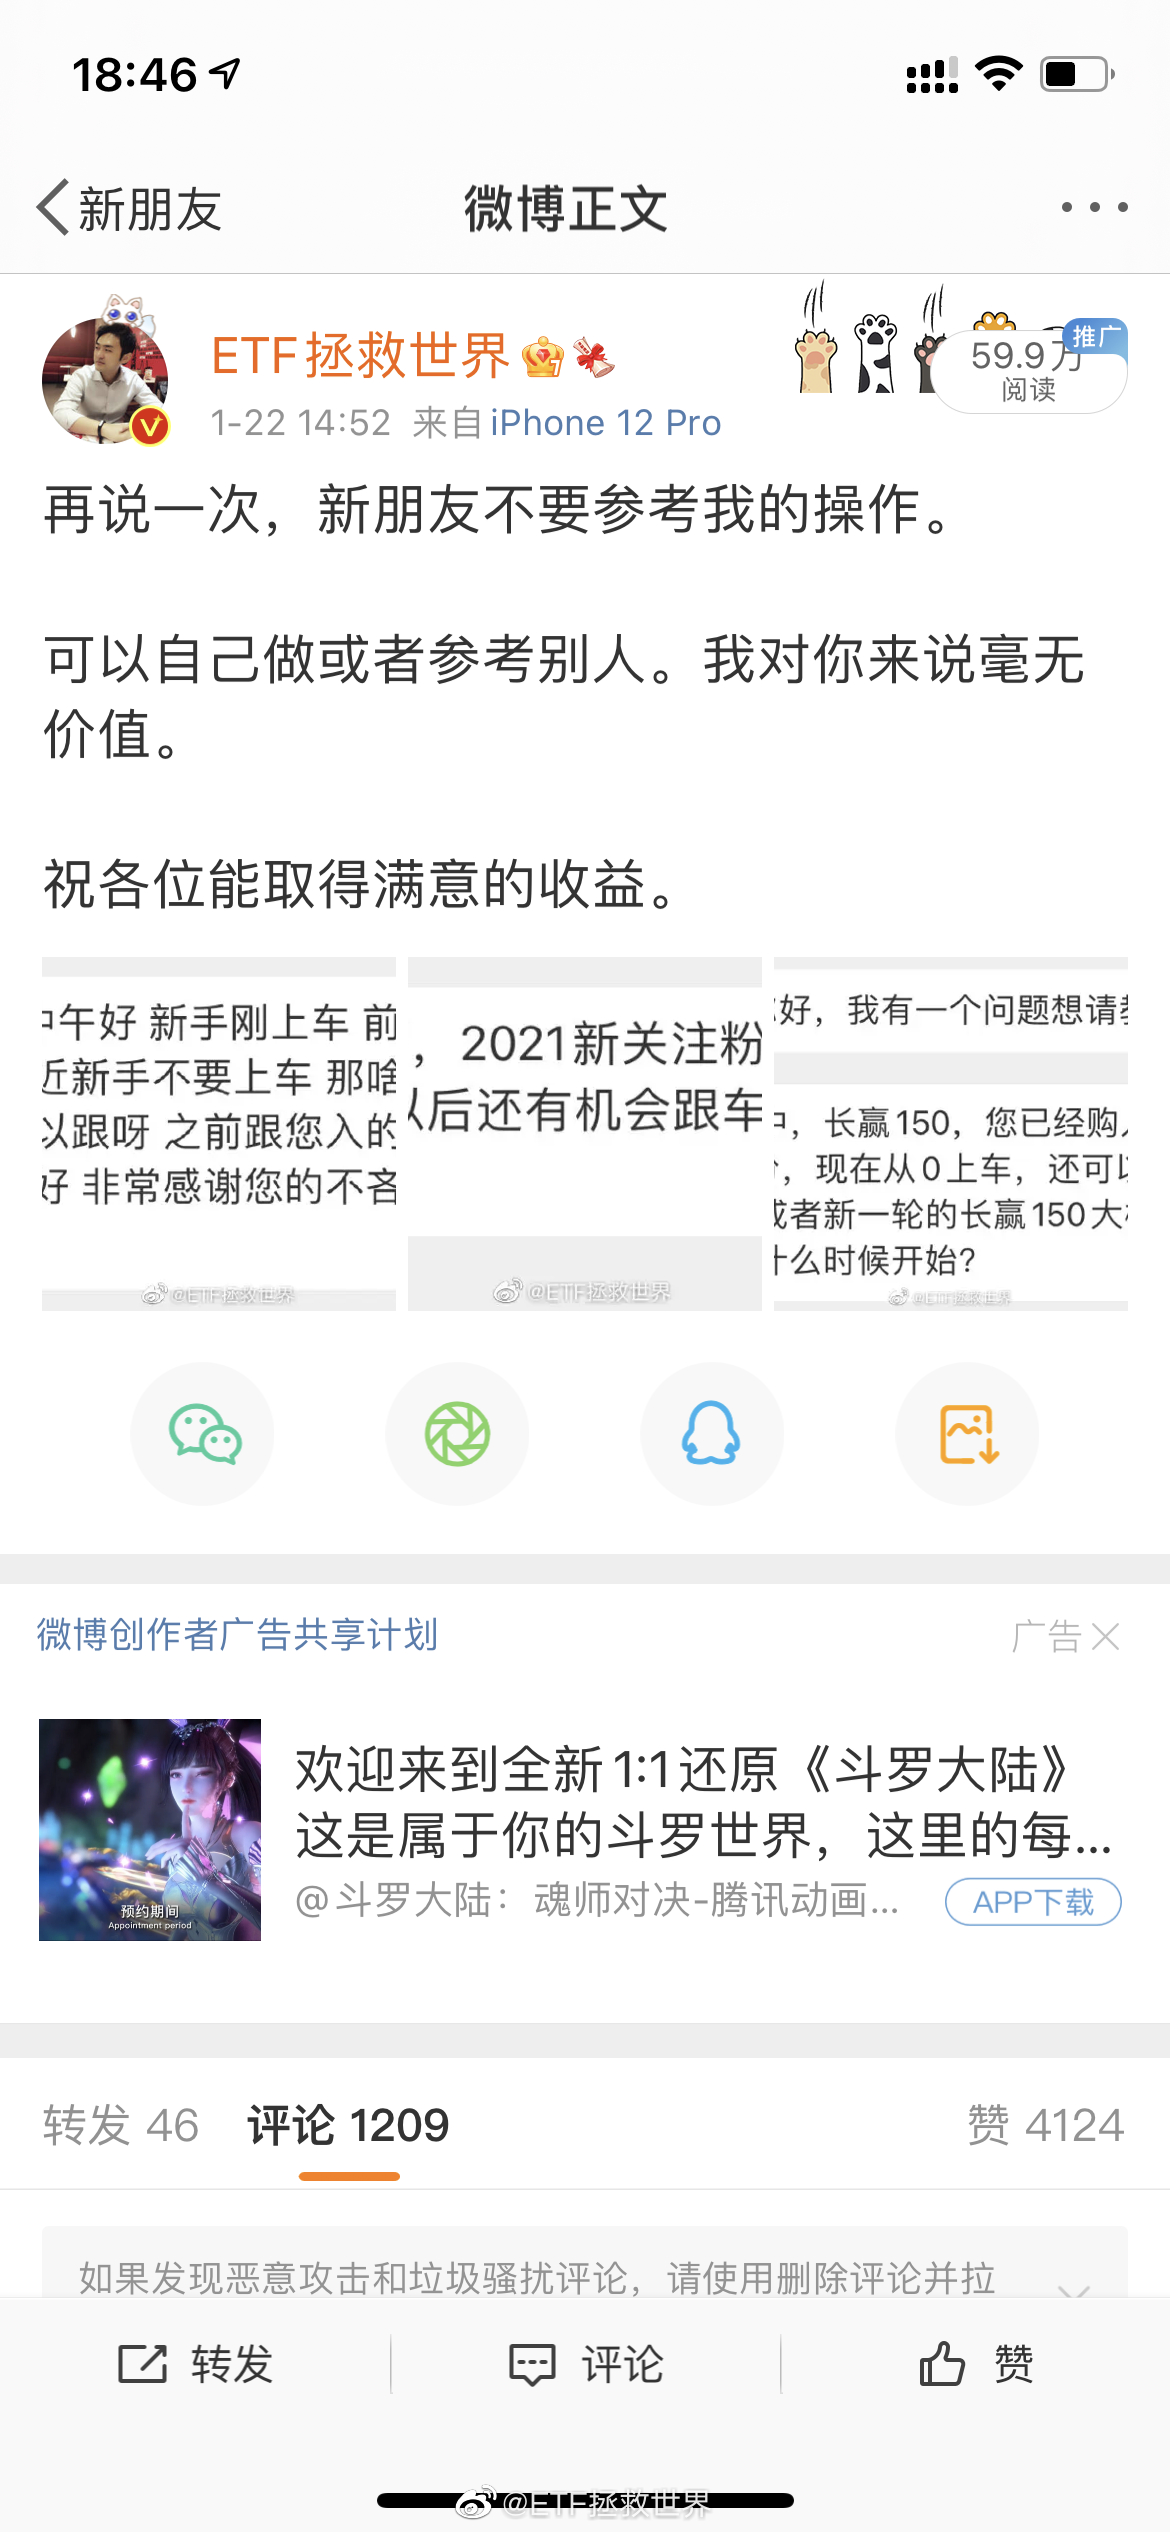 18:46
新朋友
微博正文
ETF拯救世界
推广
59.9万
阅读
1-22 14:52 来自 iPhone 12 Pro
再说一次，新朋友不要参考我的操作。
可以自己做或者参考别人。我对你来说毫无
价值。
祝各位能取得满意的收益。
午好 新手刚上车 前
近新手不要上车 那啥
以跟呀 之前跟您入的
好 非常感谢您的不吝
@ETF拯救世界
，2021新关注粉
以后还有机会跟车
@ETF拯救世界
好，我有一个问题想请
，长赢150，您已经购
，现在从0上车，还可以
或者新一轮的长赢150大
什么时候开始？
@ETF拯救世界
微博创作者广告共享计划
广告
预约期间
Appointment period
欢迎来到全新1:1还原《斗罗大陆》
这是属于你的斗罗世界，这里的每...
@斗罗大陆：魂师对决-腾讯动画...
APP下载
转发 46 评论 1209 赞 4124
如果发现恶意攻击和垃圾骚扰评论，请使用删除评论并拉
转发 评论 赞
@ETF拯救世界